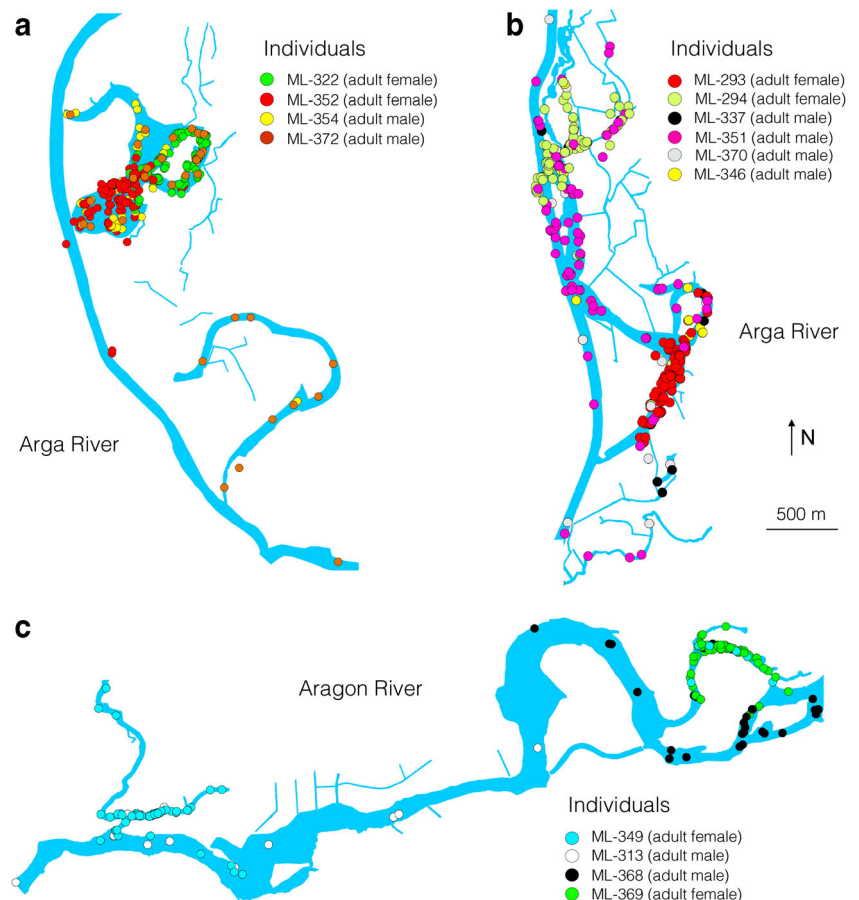 a
Individuals
ML-322 (adult female)
ML-352 (adult female)
ML-354 (adult male)
ML-372 (adult male)
Arga River
b
Individuals
ML-293 (adult female)
ML-294 (adult female)
ML-337 (adult male)
ML-351 (adult male)
ML-370 (adult male)
ML-346 (adult male)
Arga River
N
500 m
c
Aragon River
Individuals
ML-349 (adult female)
ML-313 (adult male)
ML-368 (adult male)
ML-369 (adult female)